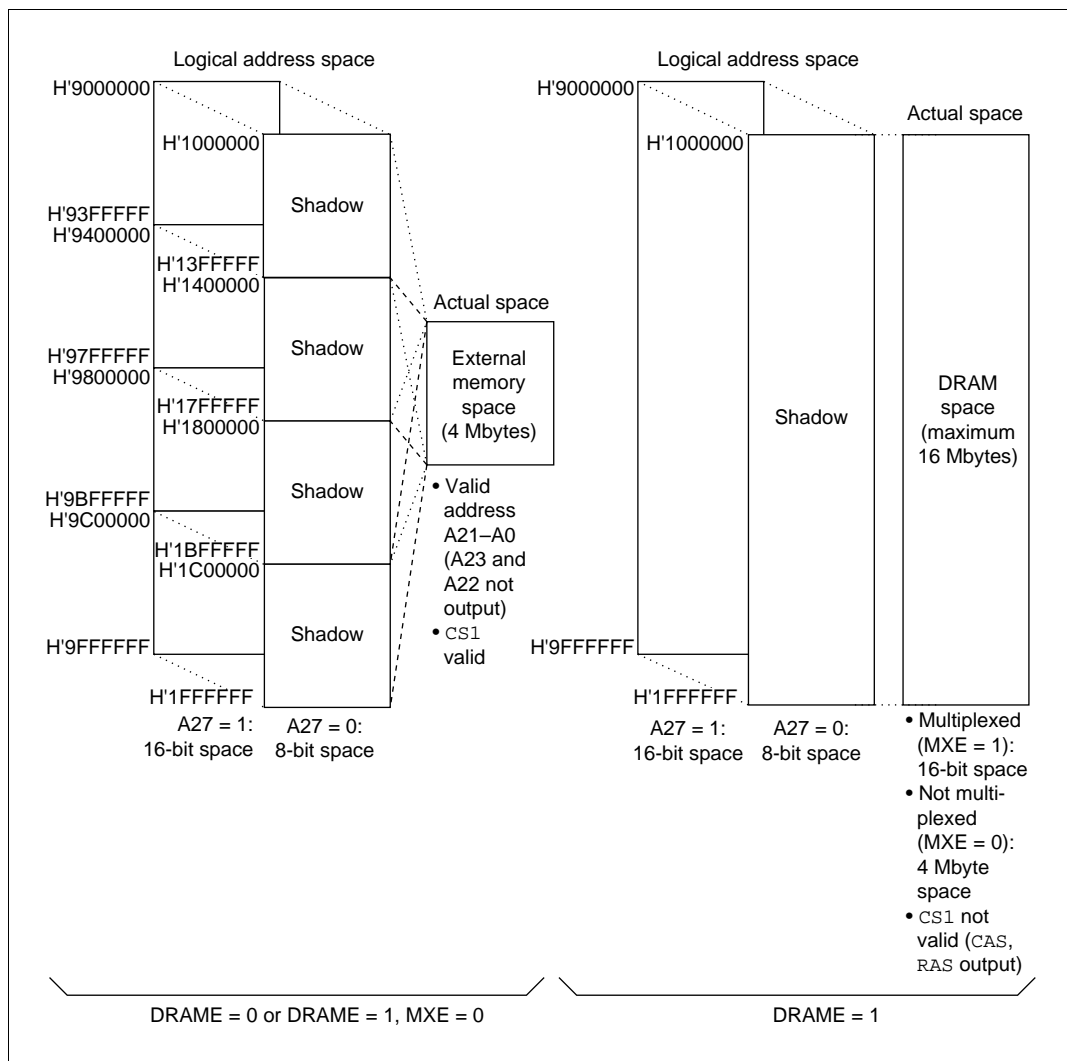 Logical address space
H'9000000
H'1000000
Shadow
H'93FFFFF
H'9400000
H'13FFFFF
H'1400000
Shadow
H'97FFFFF
H'9800000
H'17FFFFF
H'1800000
Shadow
H'9BFFFFF
H'9C00000
H'1BFFFFF
H'1C00000
Shadow
H'9FFFFFF
H'1FFFFFF
A27 = 1:
16-bit space
A27 = 0:
8-bit space
Actual space
External
memory
space
(4 Mbytes)
• Valid
address
A21–A0
(A23 and
A22 not
output)
• CS1
valid
DRAME = 0 or DRAME = 1, MXE = 0
Logical address space
H'9000000
H'1000000
Shadow
H'9FFFFFF
H'1FFFFFF
A27 = 1:
16-bit space
A27 = 0:
8-bit space
Actual space
DRAM
space
(maximum
16 Mbytes)
• Multiplexed
(MXE = 1):
16-bit space
• Not multi-
plexed
(MXE = 0):
4 Mbyte
space
• CS1 not
valid (CAS,
RAS output)
DRAME = 1